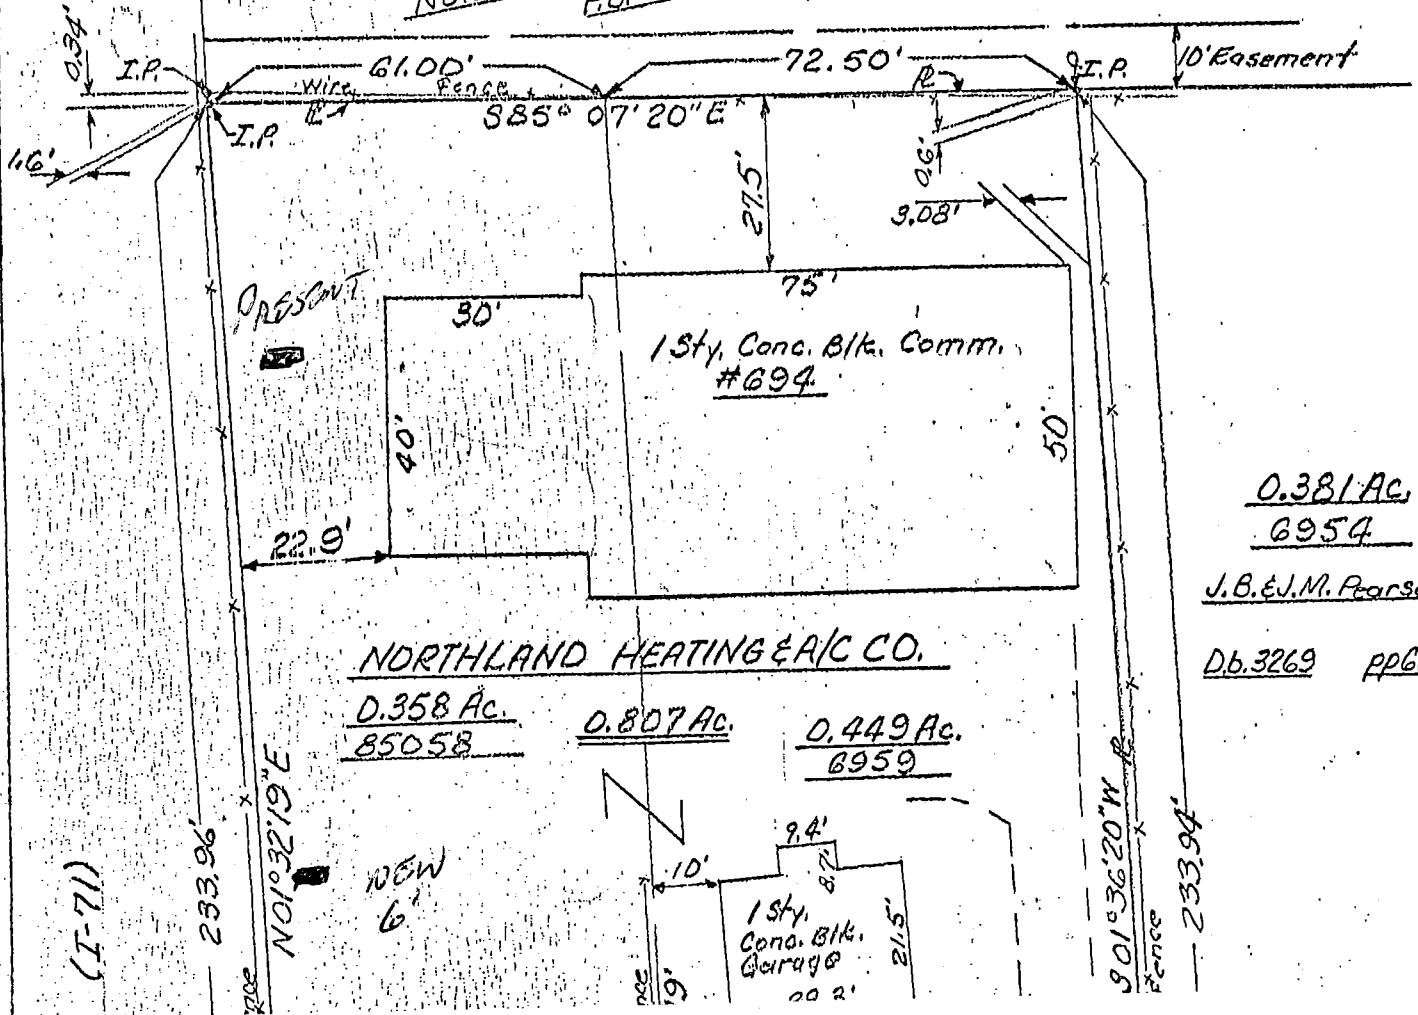 0.34'
I.P.
61.00'
72.50'
I.P.
10' Easement
Wire Fence
S85° 07' 20" E
I.P.
1.6'
27.5'
0.6'
3.08'
PRESENT
30'
75'
1 Sty. Conc. Blk. Comm.
#694
40'
50'
0.381 Ac.
6954
22.9'
J.B.&J.M.
D.b.3269
NORTHLAND HEATING & A/C CO.
0.358 Ac.
85058
0.807 Ac.
0.449 Ac.
6959
N01°32'19"E
233.96'
(I-71)
NEW
6'
10'
9.4'
8.7'
1 Sty.
Conc. Blk.
Garage
21.5'
S01°36'20"W
Fence
233.94'